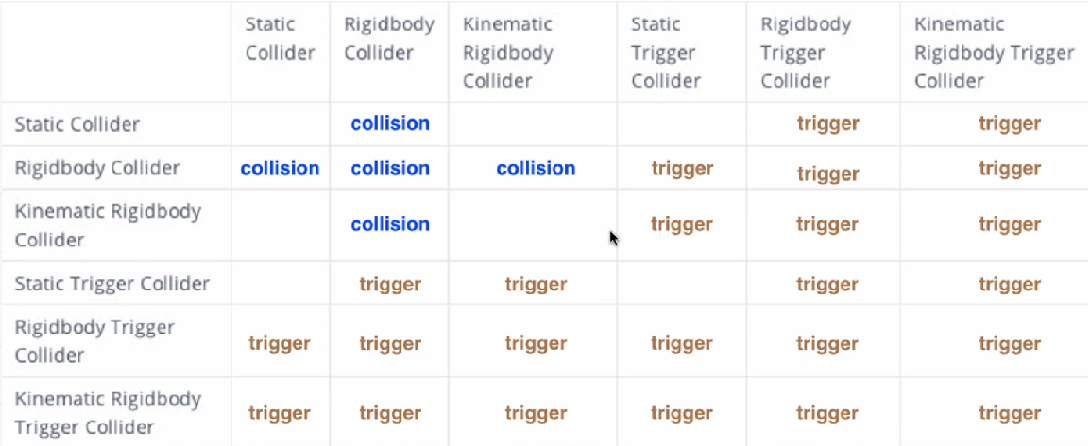 Static Collider
Rigidbody Collider
Kinematic Rigidbody Collider
Static Trigger Collider
Rigidbody Trigger Collider
Kinematic Rigidbody Trigger Collider
Static Collider collision trigger trigger
Rigidbody Collider collision collision collision trigger trigger trigger
Kinematic Rigidbody Collider collision trigger trigger trigger
Static Trigger Collider trigger trigger trigger trigger
Rigidbody Trigger Collider trigger trigger trigger trigger trigger trigger
Kinematic Rigidbody Trigger Collider trigger trigger trigger trigger trigger trigger